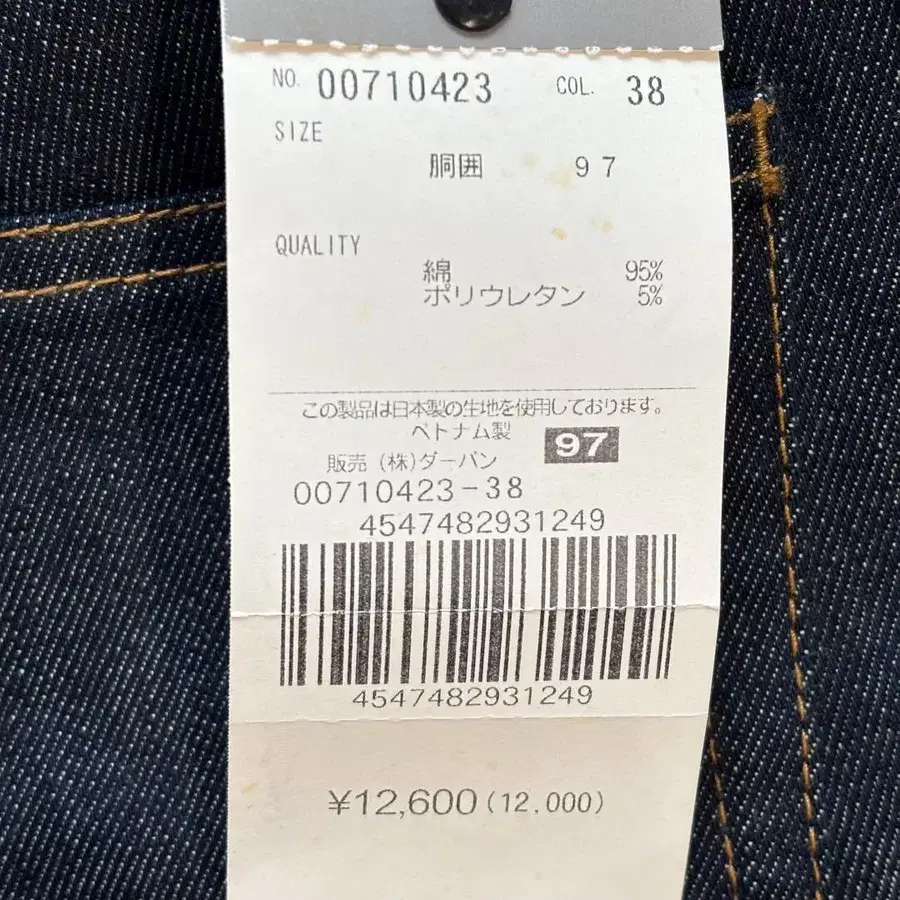 NO. 00710423 COL. 38
SIZE
胴囲 97
QUALITY
綿 95%
ポリウレタン 5%
この製品は日本製の生地を使用しております。
ベトナム製 97
販売(株)ダーバン
00710423-38
4547482931249
4547482931249
¥12,600(12,000)